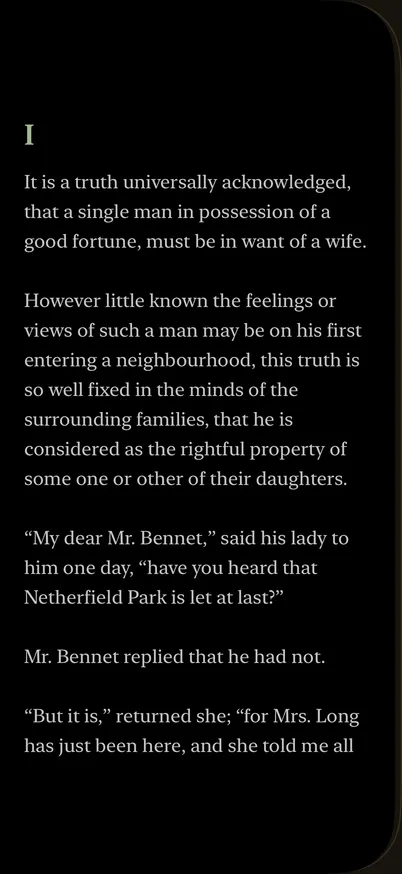 I
It is a truth universally acknowledged,
that a single man in possession of a
good fortune, must be in want of a wife.
However little known the feelings or
views of such a man may be on his first
entering a neighbourhood, this truth is
so well fixed in the minds of the
surrounding families, that he is
considered as the rightful property of
some one or other of their daughters.
“My dear Mr. Bennet,” said his lady to
him one day, “have you heard that
Netherfield Park is let at last?”
Mr. Bennet replied that he had not.
“But it is,” returned she; “for Mrs. Long
has just been here, and she told me all